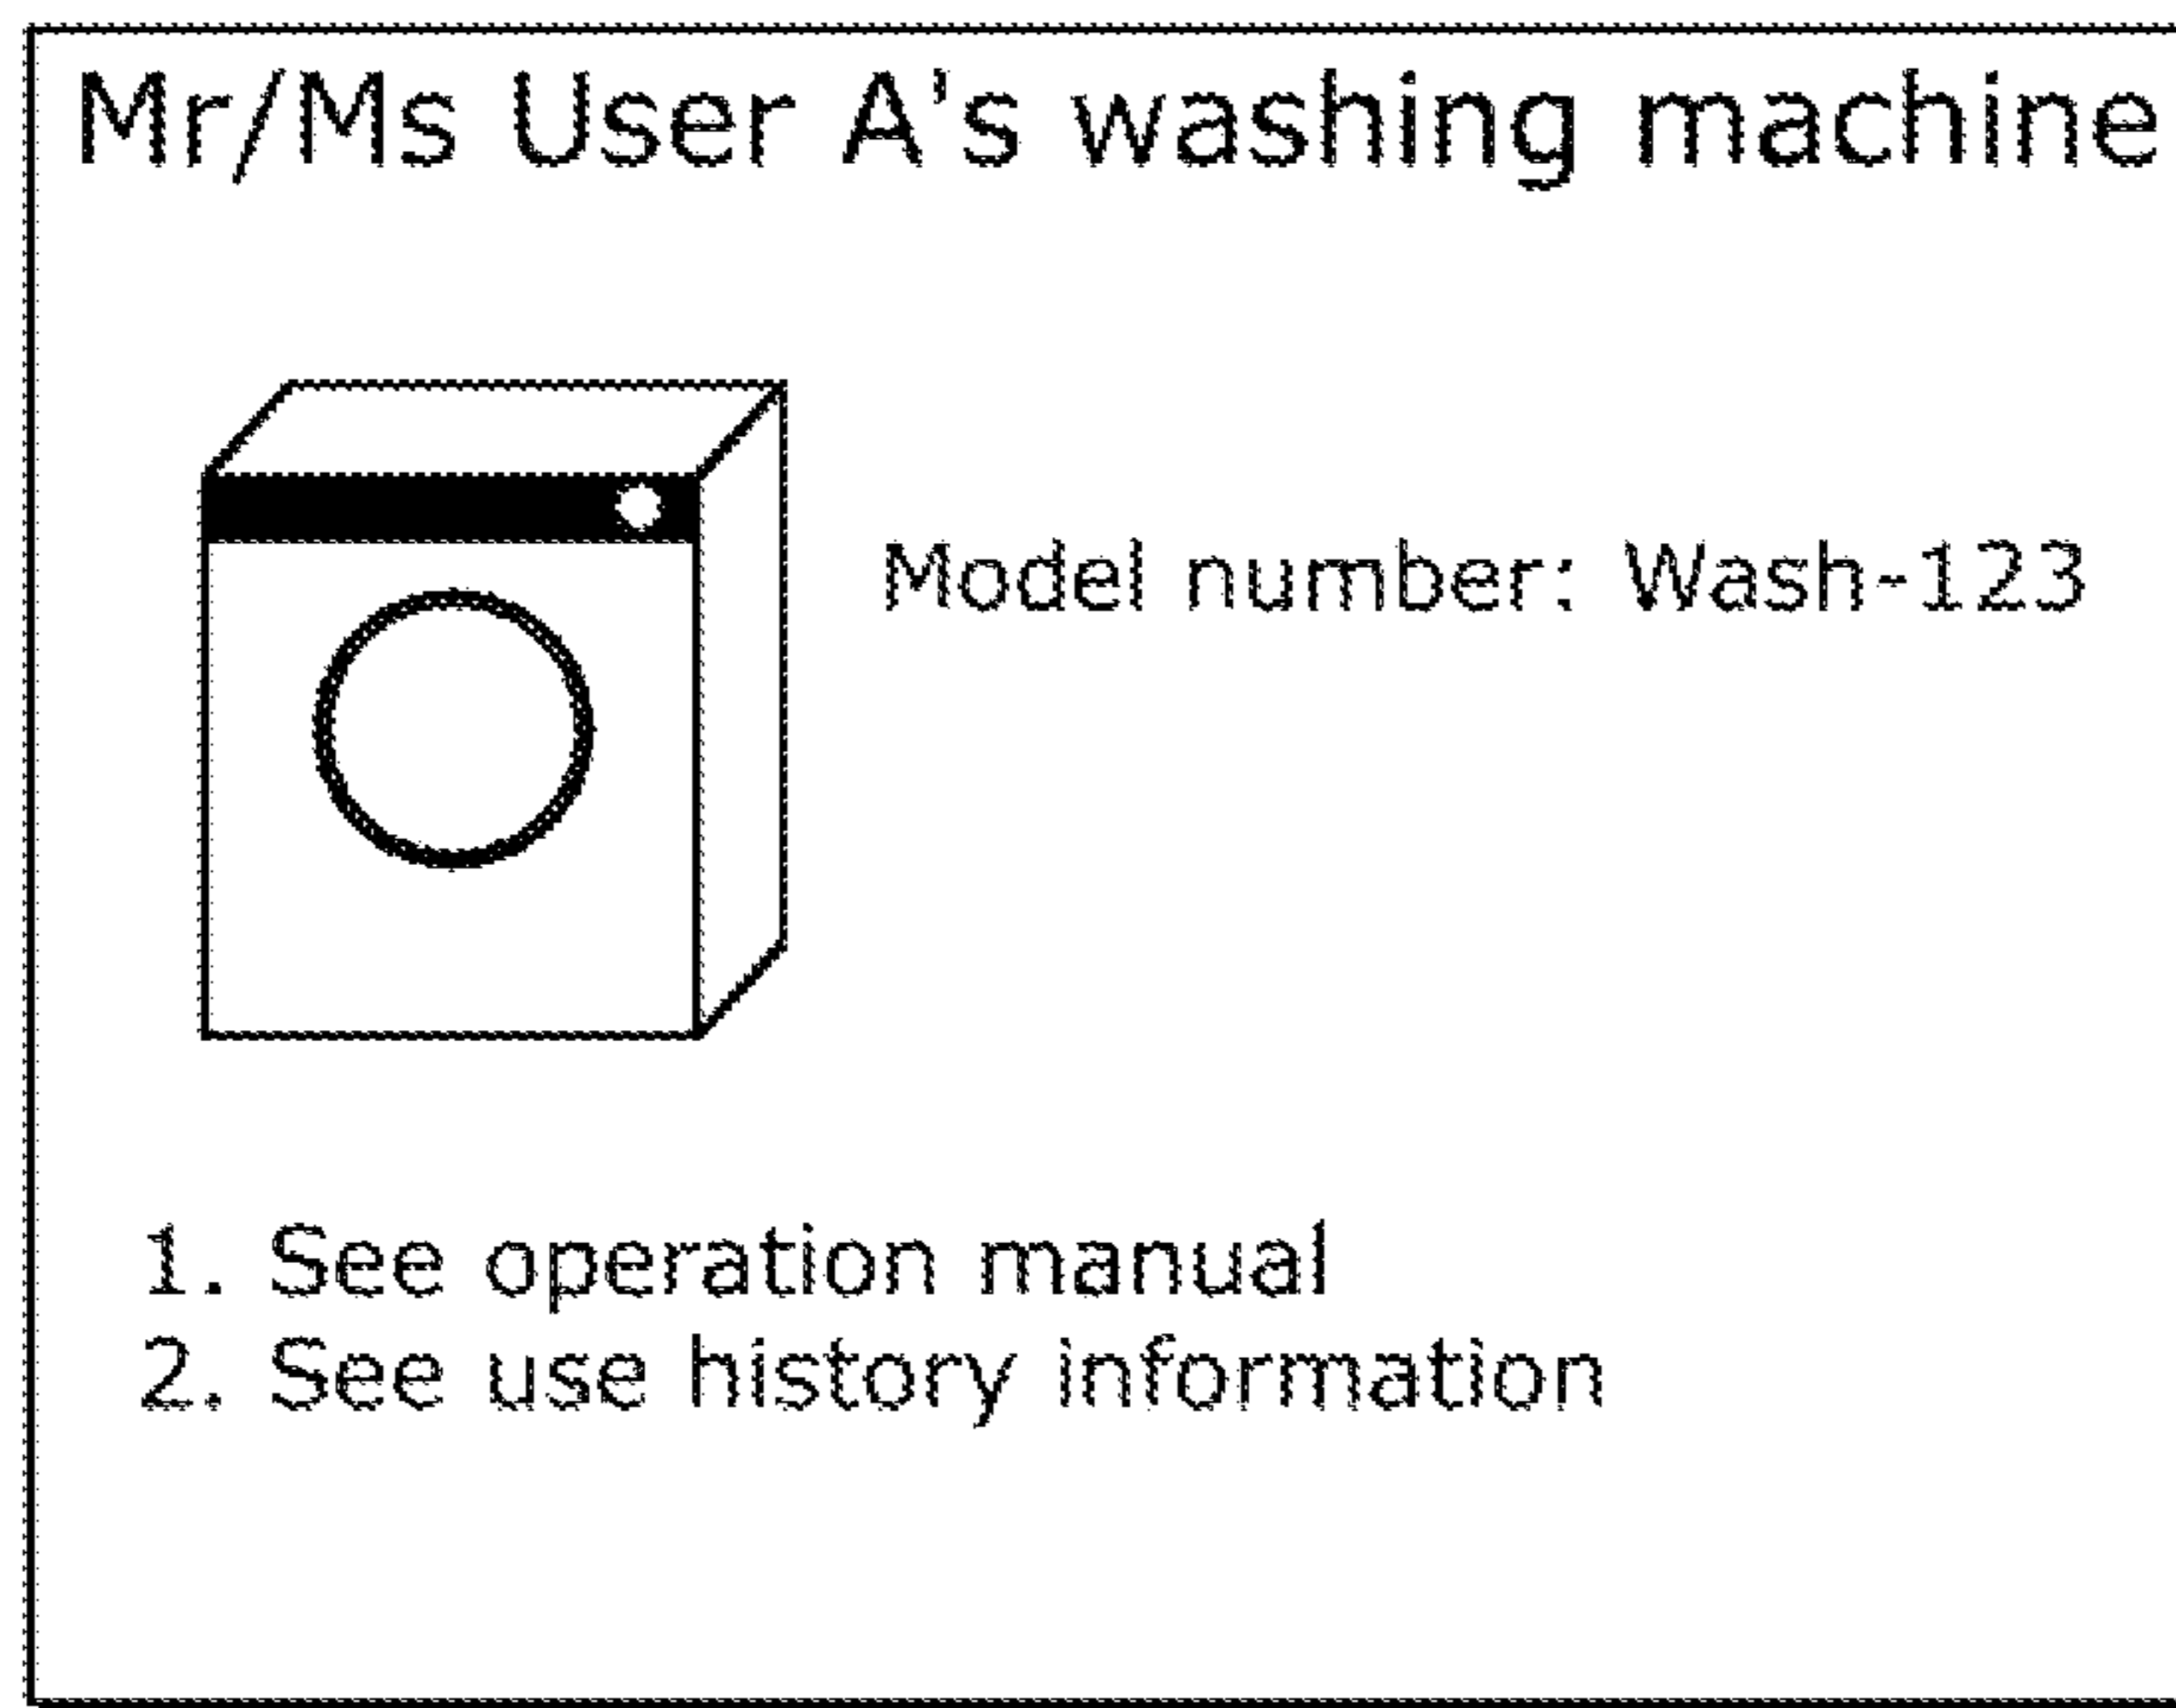 Mr/Ms User A's washing machine
Model number: Wash-123
1. See operation manual
2. See use history information